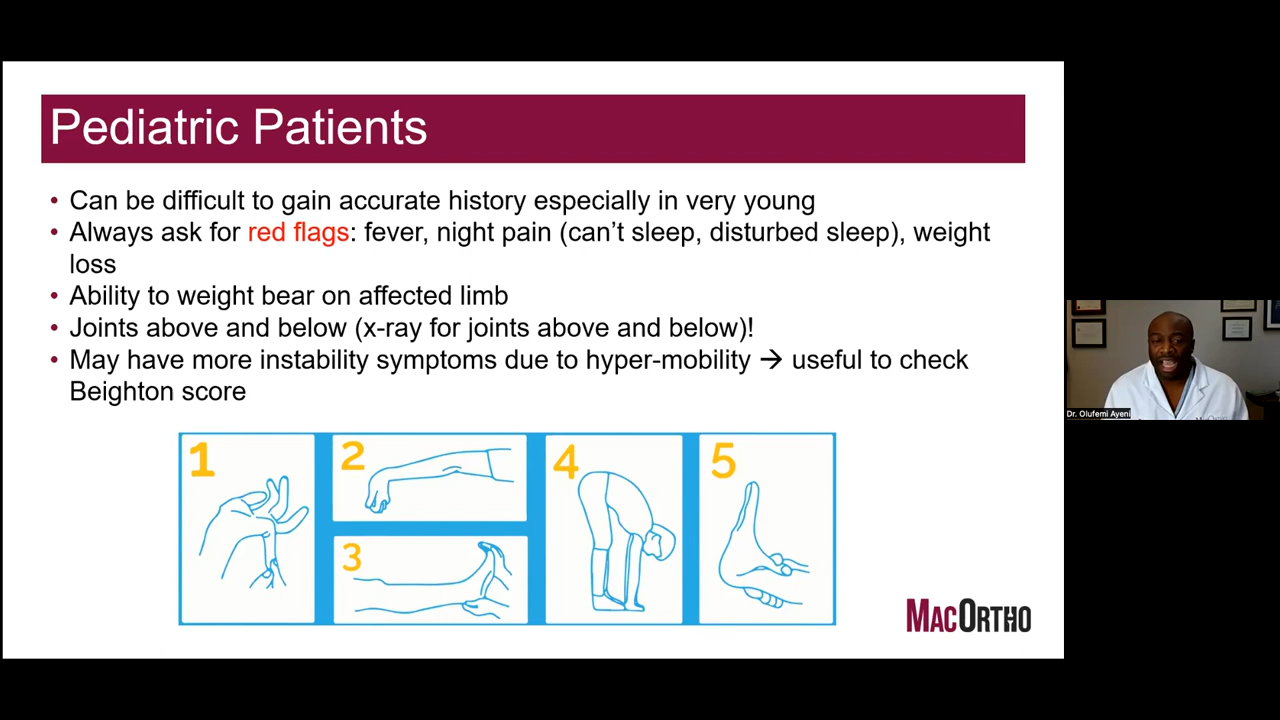 Pediatric Patients
• Can be difficult to gain accurate history especially in very young
• Always ask for red flags: fever, night pain (can’t sleep, disturbed sleep), weight
loss
• Ability to weight bear on affected limb
• Joints above and below (x-ray for joints above and below)!
• May have more instability symptoms due to hyper-mobility → useful to check
Beighton score
1
2
3
4
5
MACORTHO
Dr. Olufemi Ayeni